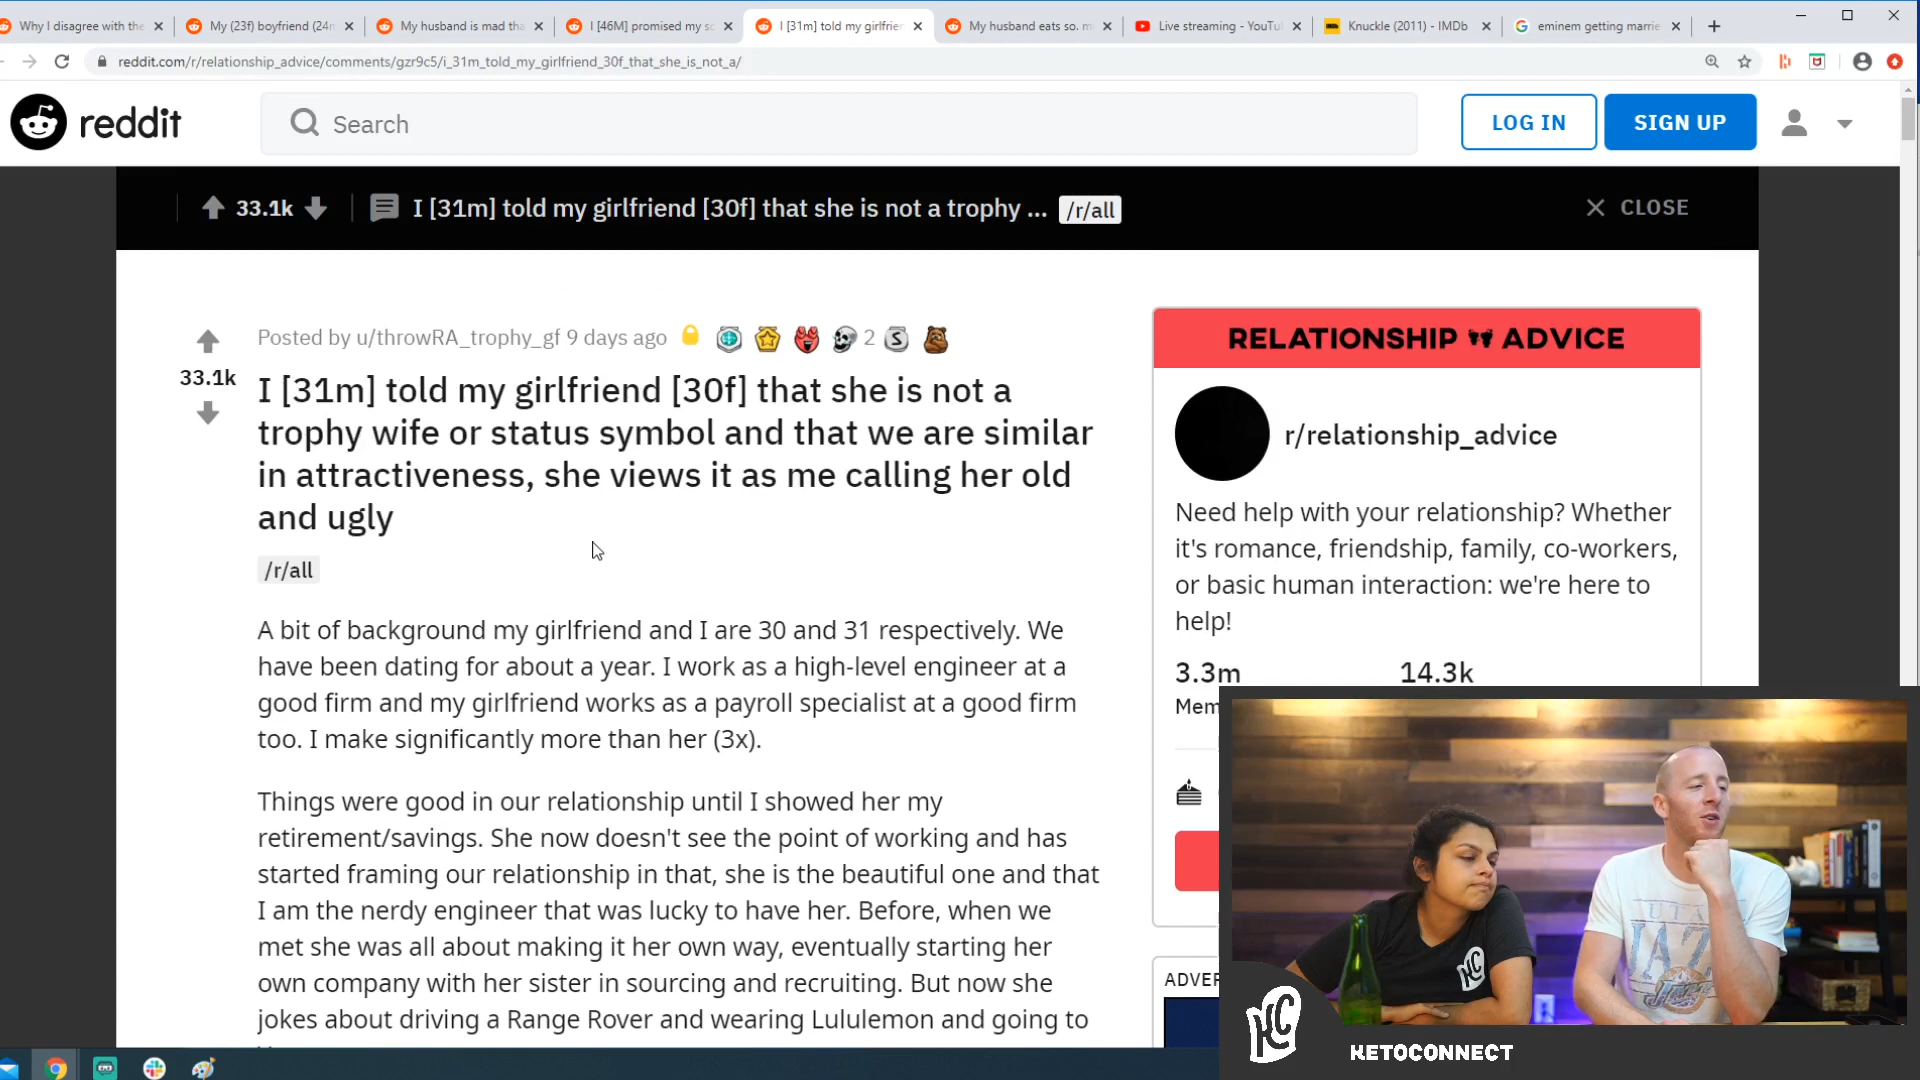 Why I disagree with the
My (23f) boyfriend (24r
My husband is mad tha
I [46M] promised my so
I [31m] told my girlfrie
My husband eats so. m
Live streaming - YouTu
Knuckle (2011) - IMDb
eminem getting marrie
reddit.com/r/relationship_advice/comments/gzr9c5/i_31m_told_my_girlfriend_30f_that_she_is_not_a/
reddit
Search
LOG IN
SIGN UP
33.1k
I [31m] told my girlfriend [30f] that she is not a trophy ...
/r/all
CLOSE
Posted by u/throwRA_trophy_gf 9 days ago
2
S
33.1k
I [31m] told my girlfriend [30f] that she is not a
trophy wife or status symbol and that we are similar
in attractiveness, she views it as me calling her old
and ugly
/r/all
A bit of background my girlfriend and I are 30 and 31 respectively. We
have been dating for about a year. I work as a high-level engineer at a
good firm and my girlfriend works as a payroll specialist at a good firm
too. I make significantly more than her (3x).
Things were good in our relationship until I showed her my
retirement/savings. She now doesn't see the point of working and has
started framing our relationship in that, she is the beautiful one and that
I am the nerdy engineer that was lucky to have her. Before, when we
met she was all about making it her own way, eventually starting her
own company with her sister in sourcing and recruiting. But now she
jokes about driving a Range Rover and wearing Lululemon and going to
RELATIONSHIP ADVICE
r/relationship_advice
Need help with your relationship? Whether
it's romance, friendship, family, co-workers,
or basic human interaction: we're here to
help!
3.3m
14.3k
Mem
ADVER
UTAH
JAZZ
KC
KC
KETOCONNECT